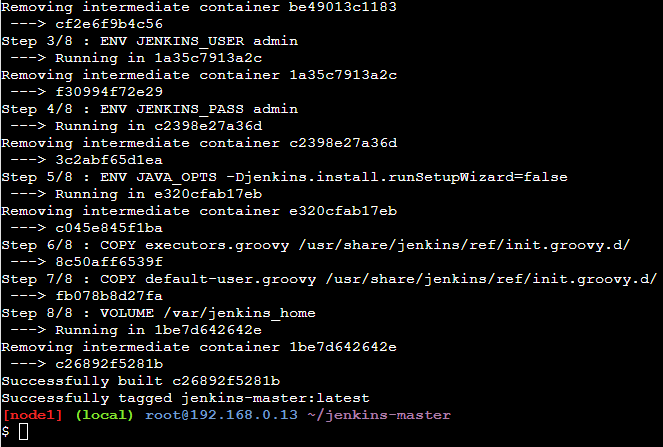 Removing intermediate container be49013c1183
---> cf2e6f9b4c56
Step 3/8 : ENV JENKINS_USER admin
---> Running in 1a35c7913a2c
Removing intermediate container 1a35c7913a2c
---> f30994f72e29
Step 4/8 : ENV JENKINS_PASS admin
---> Running in c2398e27a36d
Removing intermediate container c2398e27a36d
---> 3c2abf65d1ea
Step 5/8 : ENV JAVA_OPTS -Djenkins.install.runSetupWizard=false
---> Running in e320cfab17eb
Removing intermediate container e320cfab17eb
---> c045e845f1ba
Step 6/8 : COPY executors.groovy /usr/share/jenkins/ref/init.groovy.d/
---> 8c50aff6539f
Step 7/8 : COPY default-user.groovy /usr/share/jenkins/ref/init.groovy.d/
---> fb078b8d27fa
Step 8/8 : VOLUME /var/jenkins_home
---> Running in 1be7d642642e
Removing intermediate container 1be7d642642e
---> c26892f5281b
Successfully built c26892f5281b
Successfully tagged jenkins-master:latest
[node1] (local) root@192.168.0.13 ~/jenkins-master
$